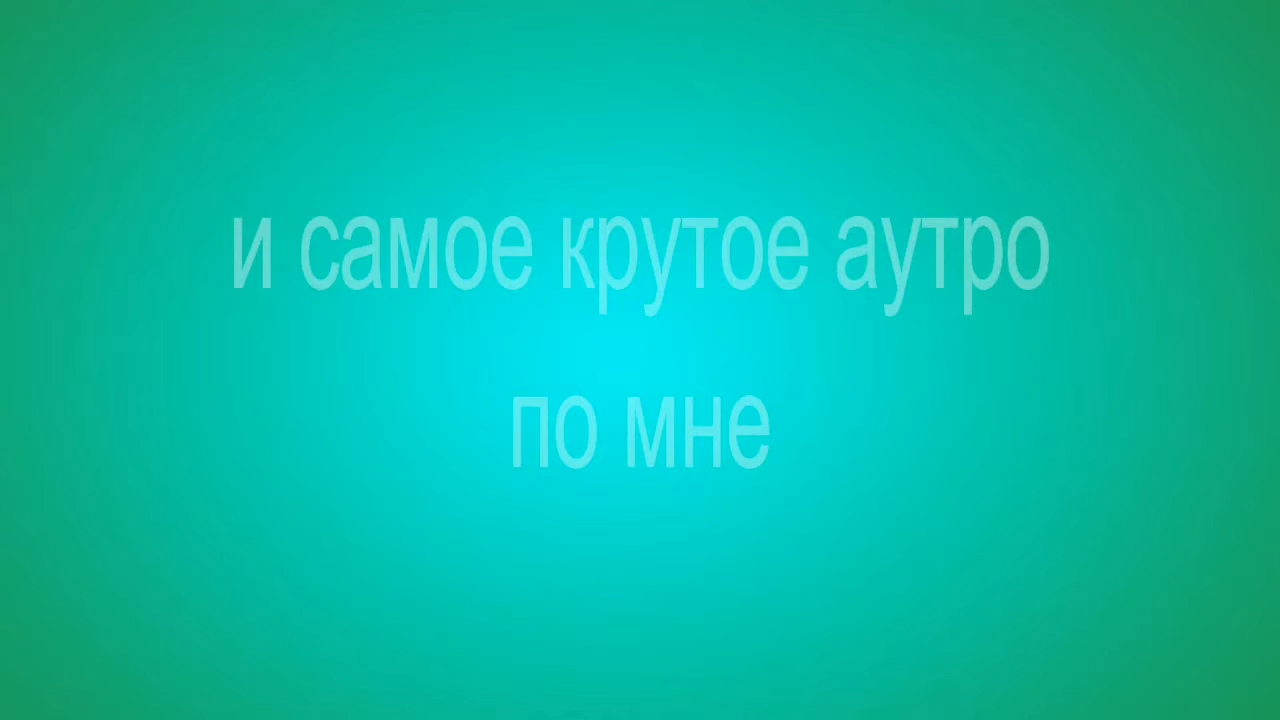 и самое крутое аутро
по мне